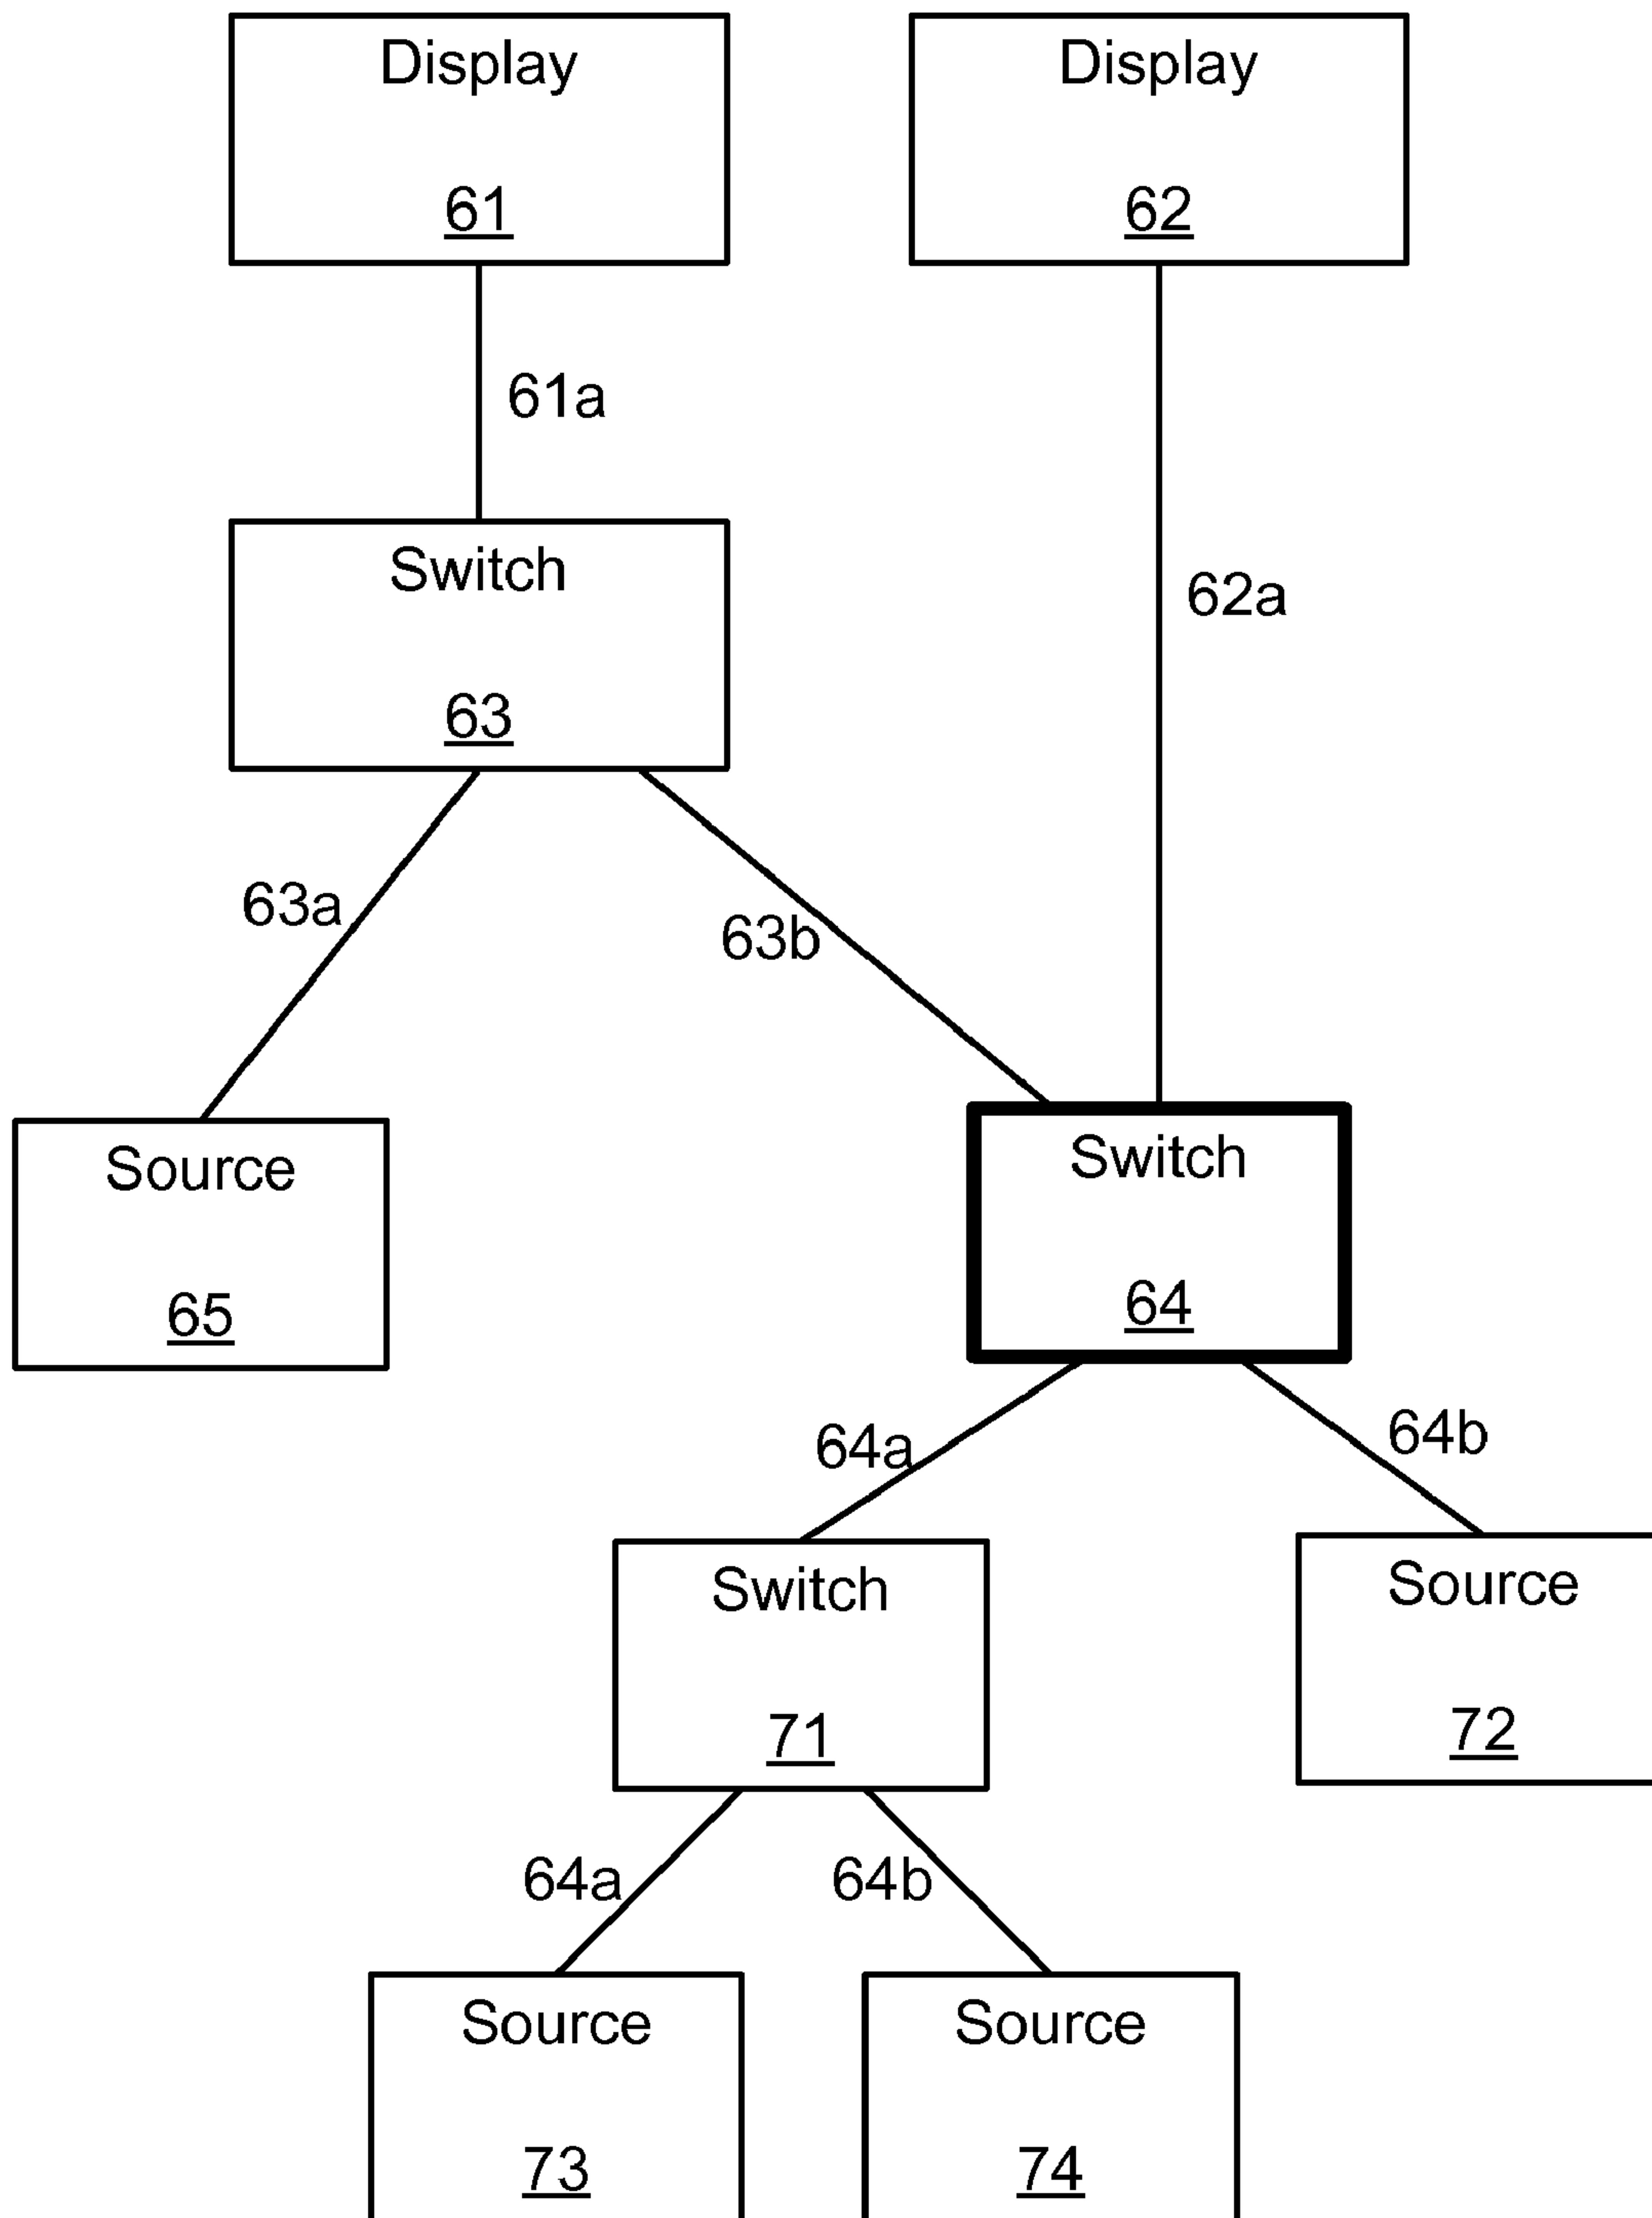 Display
61
Display
62
61a
62a
Switch
63
63a
63b
Source
65
Switch
64
64a
64b
Switch
71
Source
72
64a
64b
Source
73
Source
74